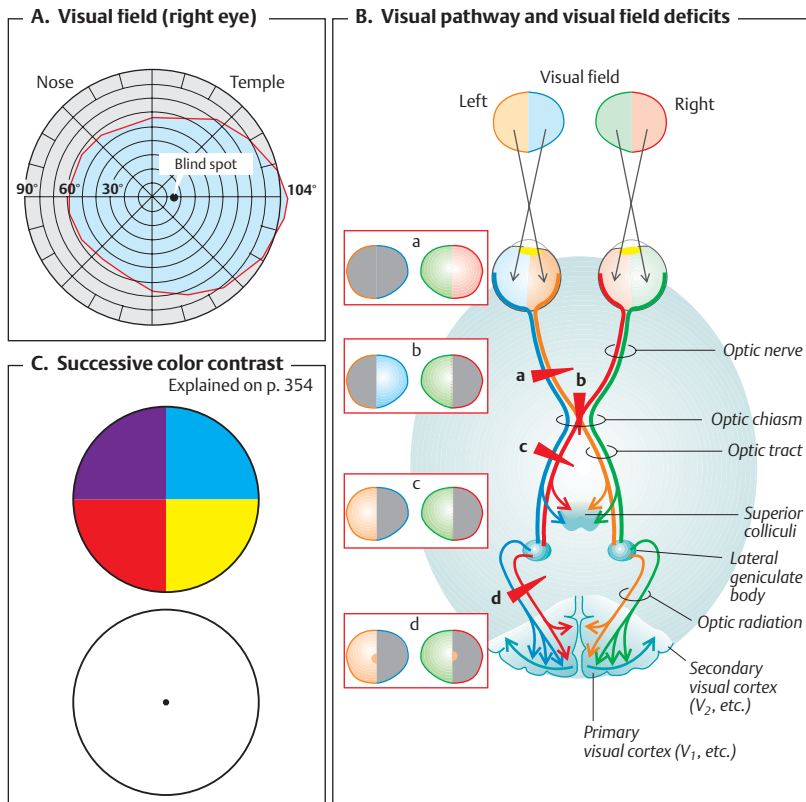 A. Visual field (right eye)
Nose
Temple
Blind spot
90°
60°
30°
104°
C. Successive color contrast
Explained on p. 354
B. Visual pathway and visual field deficits
Visual field
Left
Right
a
b
c
d
a
b
c
d
Optic nerve
Optic chiasm
Optic tract
Superior
colliculi
Lateral
geniculate
body
Optic radiation
Secondary
visual cortex
(V₂, etc.)
Primary
visual cortex (V₁, etc.)